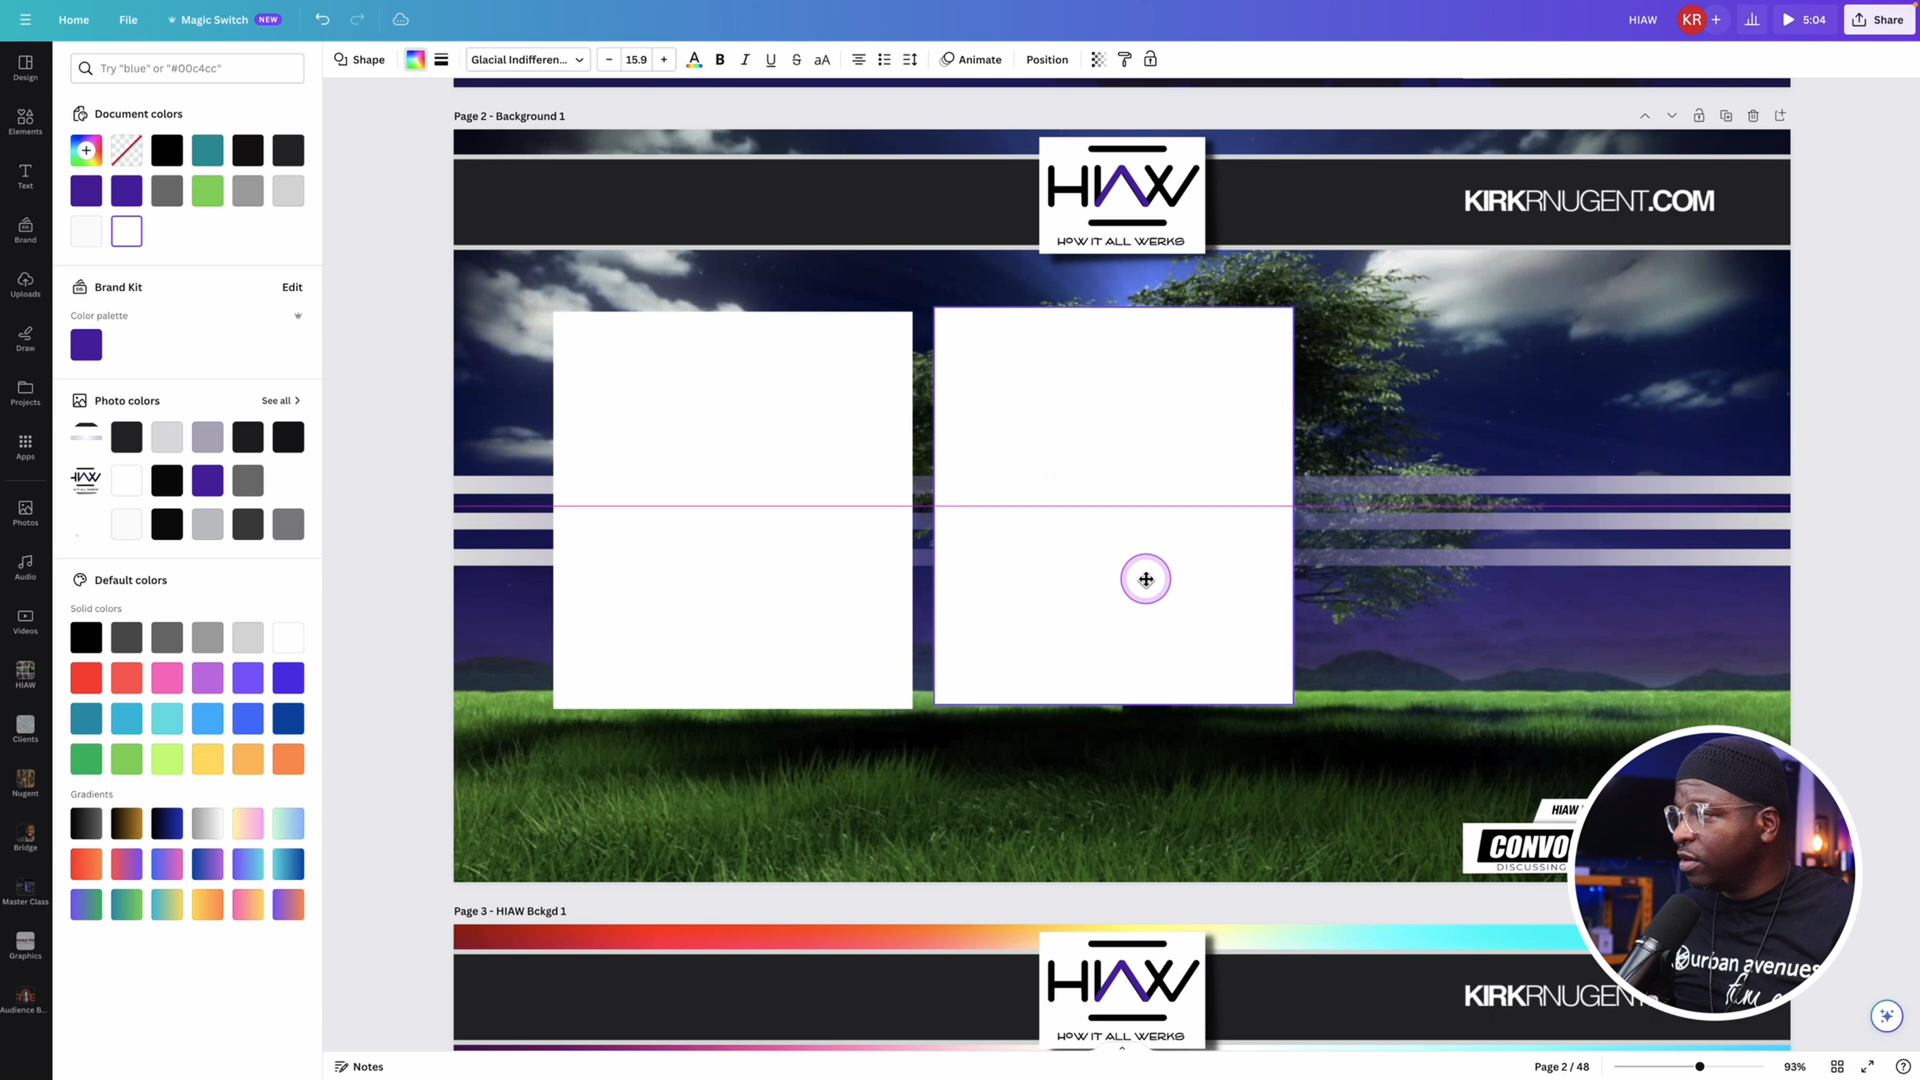 Home
File
Magic Switch NEW
HIAW
KR
5:04
Share
Design
Elements
Text
Brand
Uploads
Draw
Projects
Apps
Photos
Audio
Videos
HIAW
Clients
Nugent
Bridge
Master Class
Graphics
Audience B...
Try "blue" or "#00c4cc"
Document colors
Brand Kit
Edit
Color palette
Photo colors
See all
HIAW
Default colors
Solid colors
Gradients
Shape
Glacial Indifferen...
15.9
A
B
I
U
S
aA
Animate
Position
Page 2 - Background 1
HIAW
HOW IT ALL WERKS
KIRKRNUGENT.COM
HIAW
CONVO
DISCUSSING
@urban avenues
Page 3 - HIAW Bckgd 1
HIAW
HOW IT ALL WERKS
KIRKRNUGENT
Notes
Page 2 / 48
93%